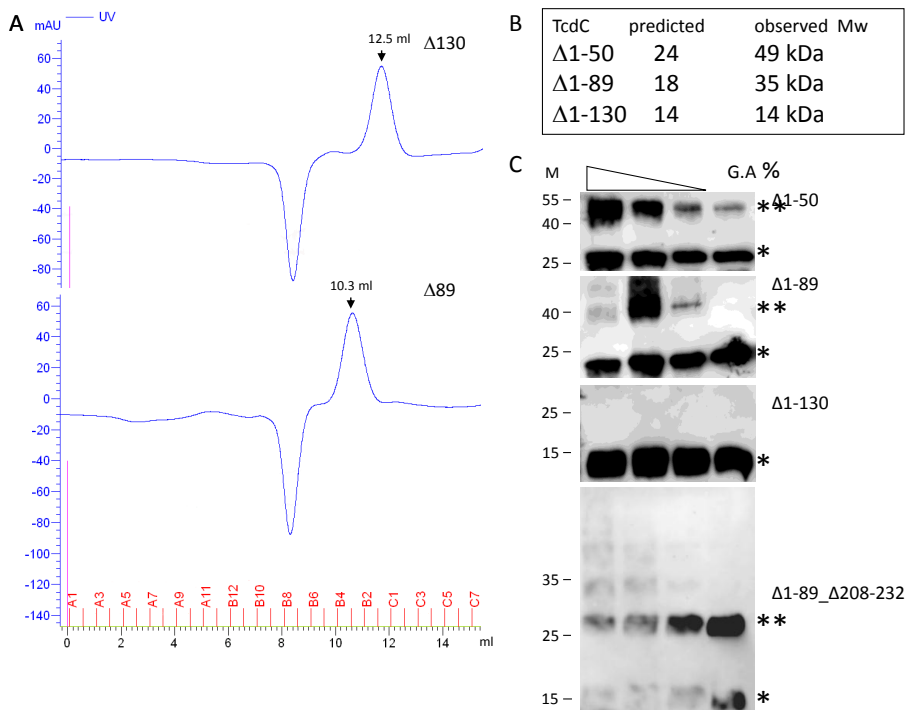 A
mAU
UV
12.5 ml
Δ130
60
40
20
0
-20
-40
-60
-80
10.3 ml
Δ89
60
40
20
0
-20
-40
-60
-80
-100
-120
-140
A1 A3 A5 A7 A9 A11 B12 B10 B8 B6 B4 B2 C1 C3 C5 C7
0 2 4 6 8 10 12 14 ml
B
TcdC predicted observed Mw
Δ1-50 24 49 kDa
Δ1-89 18 35 kDa
Δ1-130 14 14 kDa
C
M G.A %
55
40
25
** Δ1-50
*
Δ1-89
40
**
25
*
Δ1-130
25
15
*
35
Δ1-89_Δ208-232
25
**
15
*